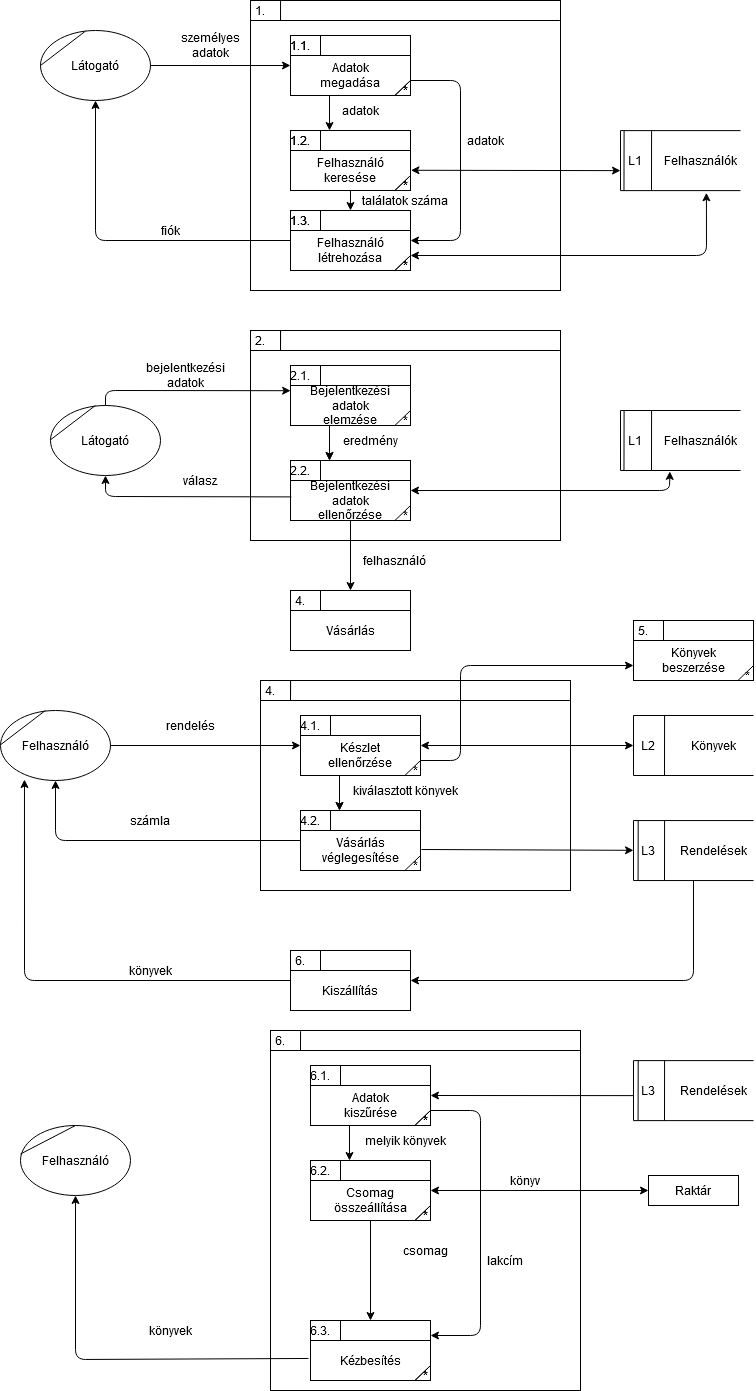 1.
személyes
adatok
1.1.
Látogató
Adatok
megadása
*
adatok
adatok
1.2.
Felhasználó
keresése
*
L1
Felhasználók
találatok száma
1.3.
Felhasználó
létrehozása
*
fiók
2.
bejelentkezési
adatok
2.1.
Bejelentkezési
adatok
elemzése
*
Látogató
eredmény
L1
Felhasználók
2.2.
válasz
Bejelentkezési
adatok
ellenőrzése
*
felhasználó
4.
Vásárlás
5.
Könyvek
beszerzése
*
4.
rendelés
4.1.
Felhasználó
Készlet
ellenőrzése
*
L2
Könyvek
kiválasztott könyvek
számla
4.2.
Vásárlás
véglegesítése
*
L3
Rendelések
6.
könyvek
Kiszállítás
6.
6.1.
Adatok
kiszűrése
*
L3
Rendelések
melyik könyvek
Felhasználó
6.2.
Csomag
összeállítása
*
könyv
Raktár
csomag
lakcím
könyvek
6.3.
Kézbesítés
*